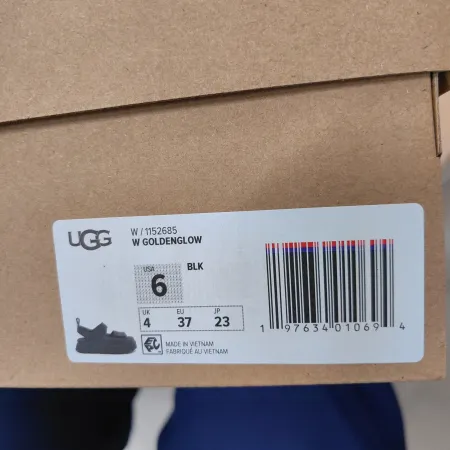 UGG
W / 1152685
W GOLDENGLOW
USA
6
BLK
UK EU JP
4 37 23
MADE IN VIETNAM
FABRIQUÉ AU VIETNAM
1 97634 01069 4